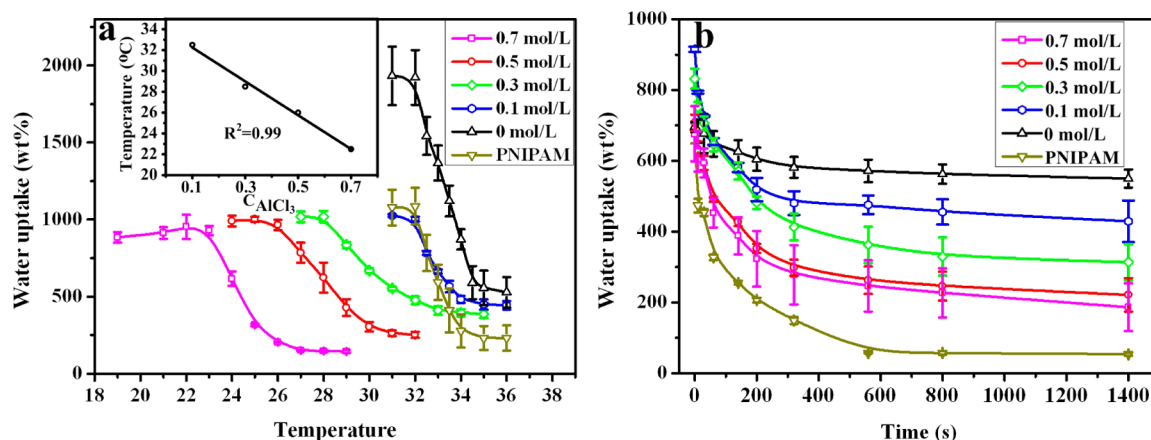 a
Water uptake (wt%)
2000
1500
1000
500
0
18 20 22 24 26 28 30 32 34 36
Temperature
Temperature (⁰C)
34
32
30
28
26
24
22
20
0.1 0.3 0.5 0.7
C_AlCl₃
R²=0.99
0.7 mol/L
0.5 mol/L
0.3 mol/L
0.1 mol/L
0 mol/L
PNIPAM
b
Water uptake (wt%)
1000
800
600
400
200
0
0 200 400 600 800 1000 1200 1400
Time (s)
0.7 mol/L
0.5 mol/L
0.3 mol/L
0.1 mol/L
0 mol/L
PNIPAM